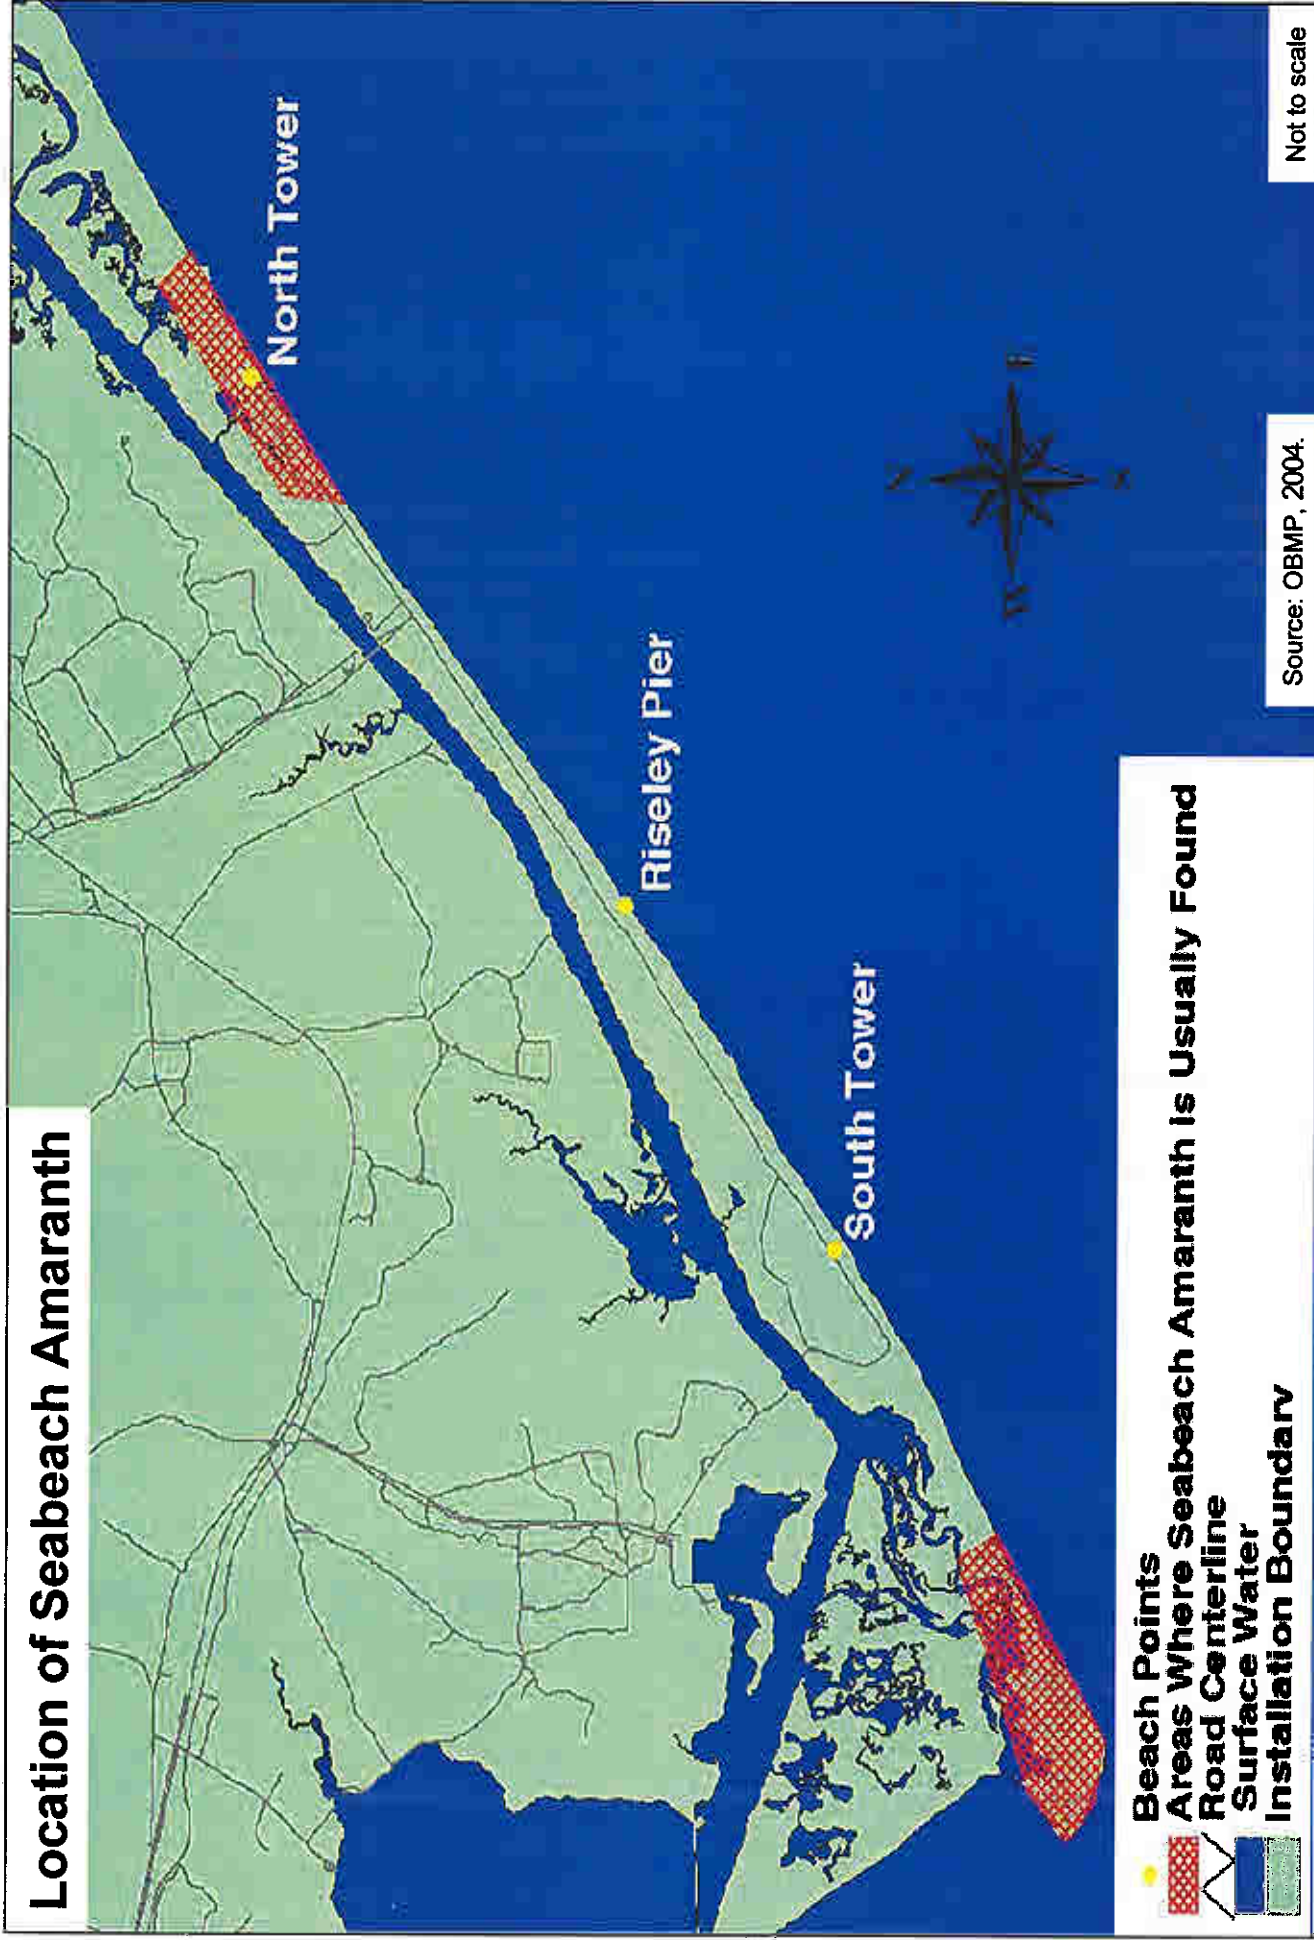 Location of Seabeach Amaranth
North Tower
Riseley Pier
South Tower
N
W
E
S
Beach Points
Areas Where Seabeach Amaranth is Usually Found
Road Centerline
Surface Water
Installation Boundary
Source: OBMP, 2004.
Not to scale